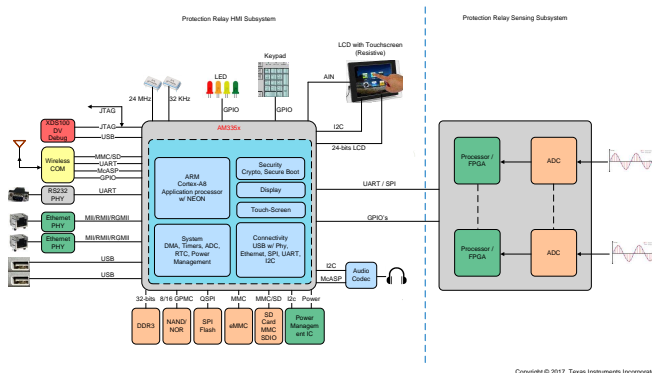 Protection Relay HMI Subsystem
Protection Relay Sensing Subsystem
LCD with Touchscreen
(Resistive)
Keypad
LED
AIN
24 MHz
32 KHz
GPIO
GPIO
JTAG
XDS100
DV
Debug
JTAG
USB
AM335x
I2C
24-bits LCD
Wireless
COM
MMC/SD
UART
McASP
GPIO
RS232
PHY
UART
Ethernet
PHY
MII/RMII/RGMII
Ethernet
PHY
MII/RMII/RGMII
USB
USB
ARM
Cortex-A8
Application processor
w/ NEON
Security
Crypto, Secure Boot
Display
Touch-Screen
System
DMA, Timers, ADC,
RTC, Power
Management
Connectivity
USB w/ Phy,
Ethernet, SPI, UART,
I2C
UART / SPI
GPIO's
Processor /
FPGA
ADC
Processor /
FPGA
ADC
I2C
McASP
Audio
Codec
32-bits
8/16 GPMC
QSPI
MMC
MMC/SD
I2c
Power
DDR3
NAND/
NOR
SPI
Flash
eMMC
SD
Card
MMC
SDIO
Power
Managem
ent IC
Copyright © 2017, Texas Instruments Incorporat